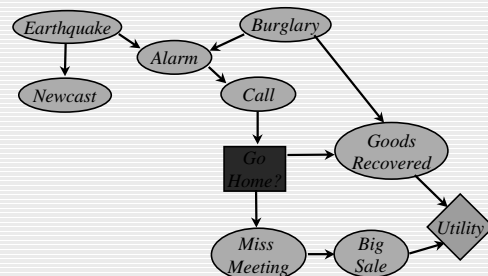 Earthquake
Burglary
Alarm
Newcast
Call
Go
Home?
Goods
Recovered
Utility
Miss
Meeting
Big
Sale